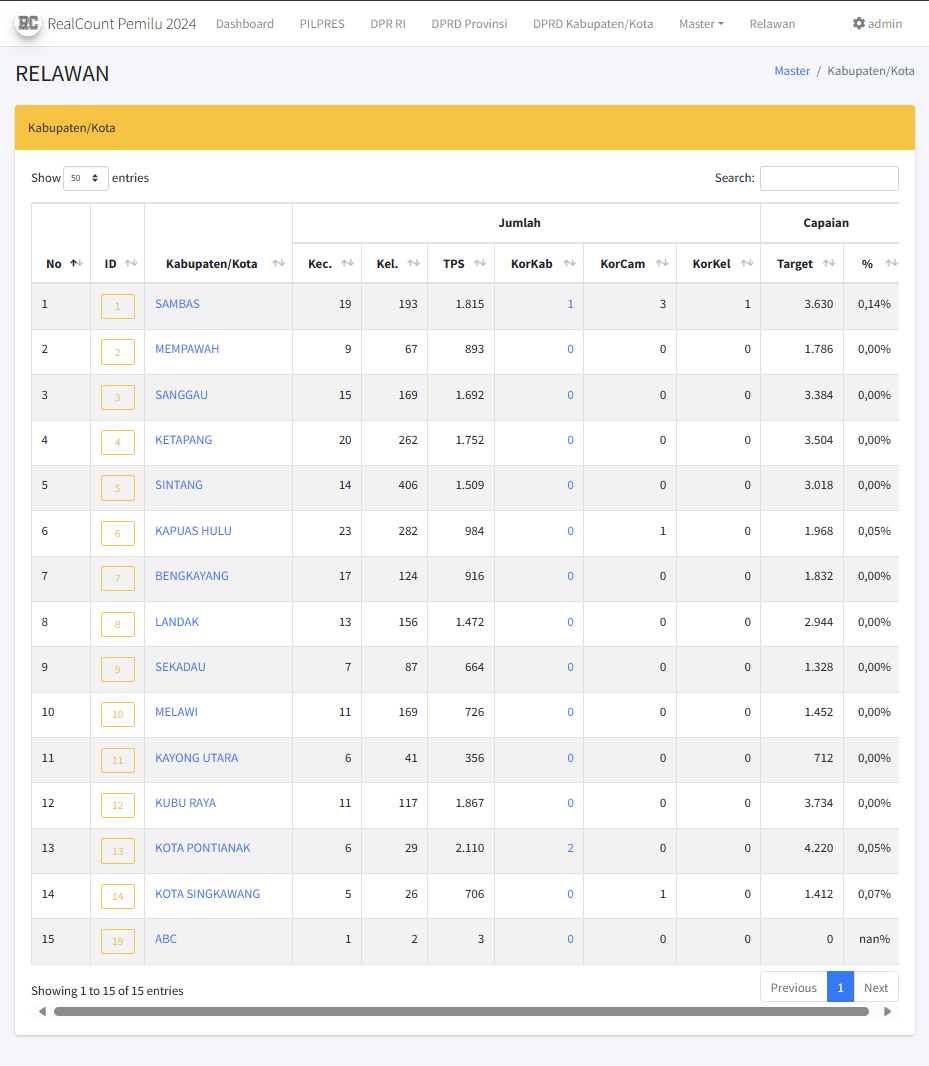 RC RealCount Pemilu 2024 Dashboard PILPRES DPR RI DPRD Provinsi DPRD Kabupaten/Kota Master Relawan admin
RELAWAN Master / Kabupaten/Kota
Kabupaten/Kota
Show 50 entries Search:
Jumlah Capaian
No ID Kabupaten/Kota Kec. Kel. TPS KorKab KorCam KorKel Target %
1 1 SAMBAS 19 193 1.815 1 3 1 3.630 0,14%
2 2 MEMPAWAH 9 67 893 0 0 0 1.786 0,00%
3 3 SANGGAU 15 169 1.692 0 0 0 3.384 0,00%
4 4 KETAPANG 20 262 1.752 0 0 0 3.504 0,00%
5 5 SINTANG 14 406 1.509 0 0 0 3.018 0,00%
6 6 KAPUAS HULU 23 282 984 0 1 0 1.968 0,05%
7 7 BENGKAYANG 17 124 916 0 0 0 1.832 0,00%
8 8 LANDAK 13 156 1.472 0 0 0 2.944 0,00%
9 9 SEKADAU 7 87 664 0 0 0 1.328 0,00%
10 10 MELAWI 11 169 726 0 0 0 1.452 0,00%
11 11 KAYONG UTARA 6 41 356 0 0 0 712 0,00%
12 12 KUBU RAYA 11 117 1.867 0 0 0 3.734 0,00%
13 13 KOTA PONTIANAK 6 29 2.110 2 0 0 4.220 0,05%
14 14 KOTA SINGKAWANG 5 26 706 0 1 0 1.412 0,07%
15 19 ABC 1 2 3 0 0 0 0 nan%
Showing 1 to 15 of 15 entries Previous 1 Next